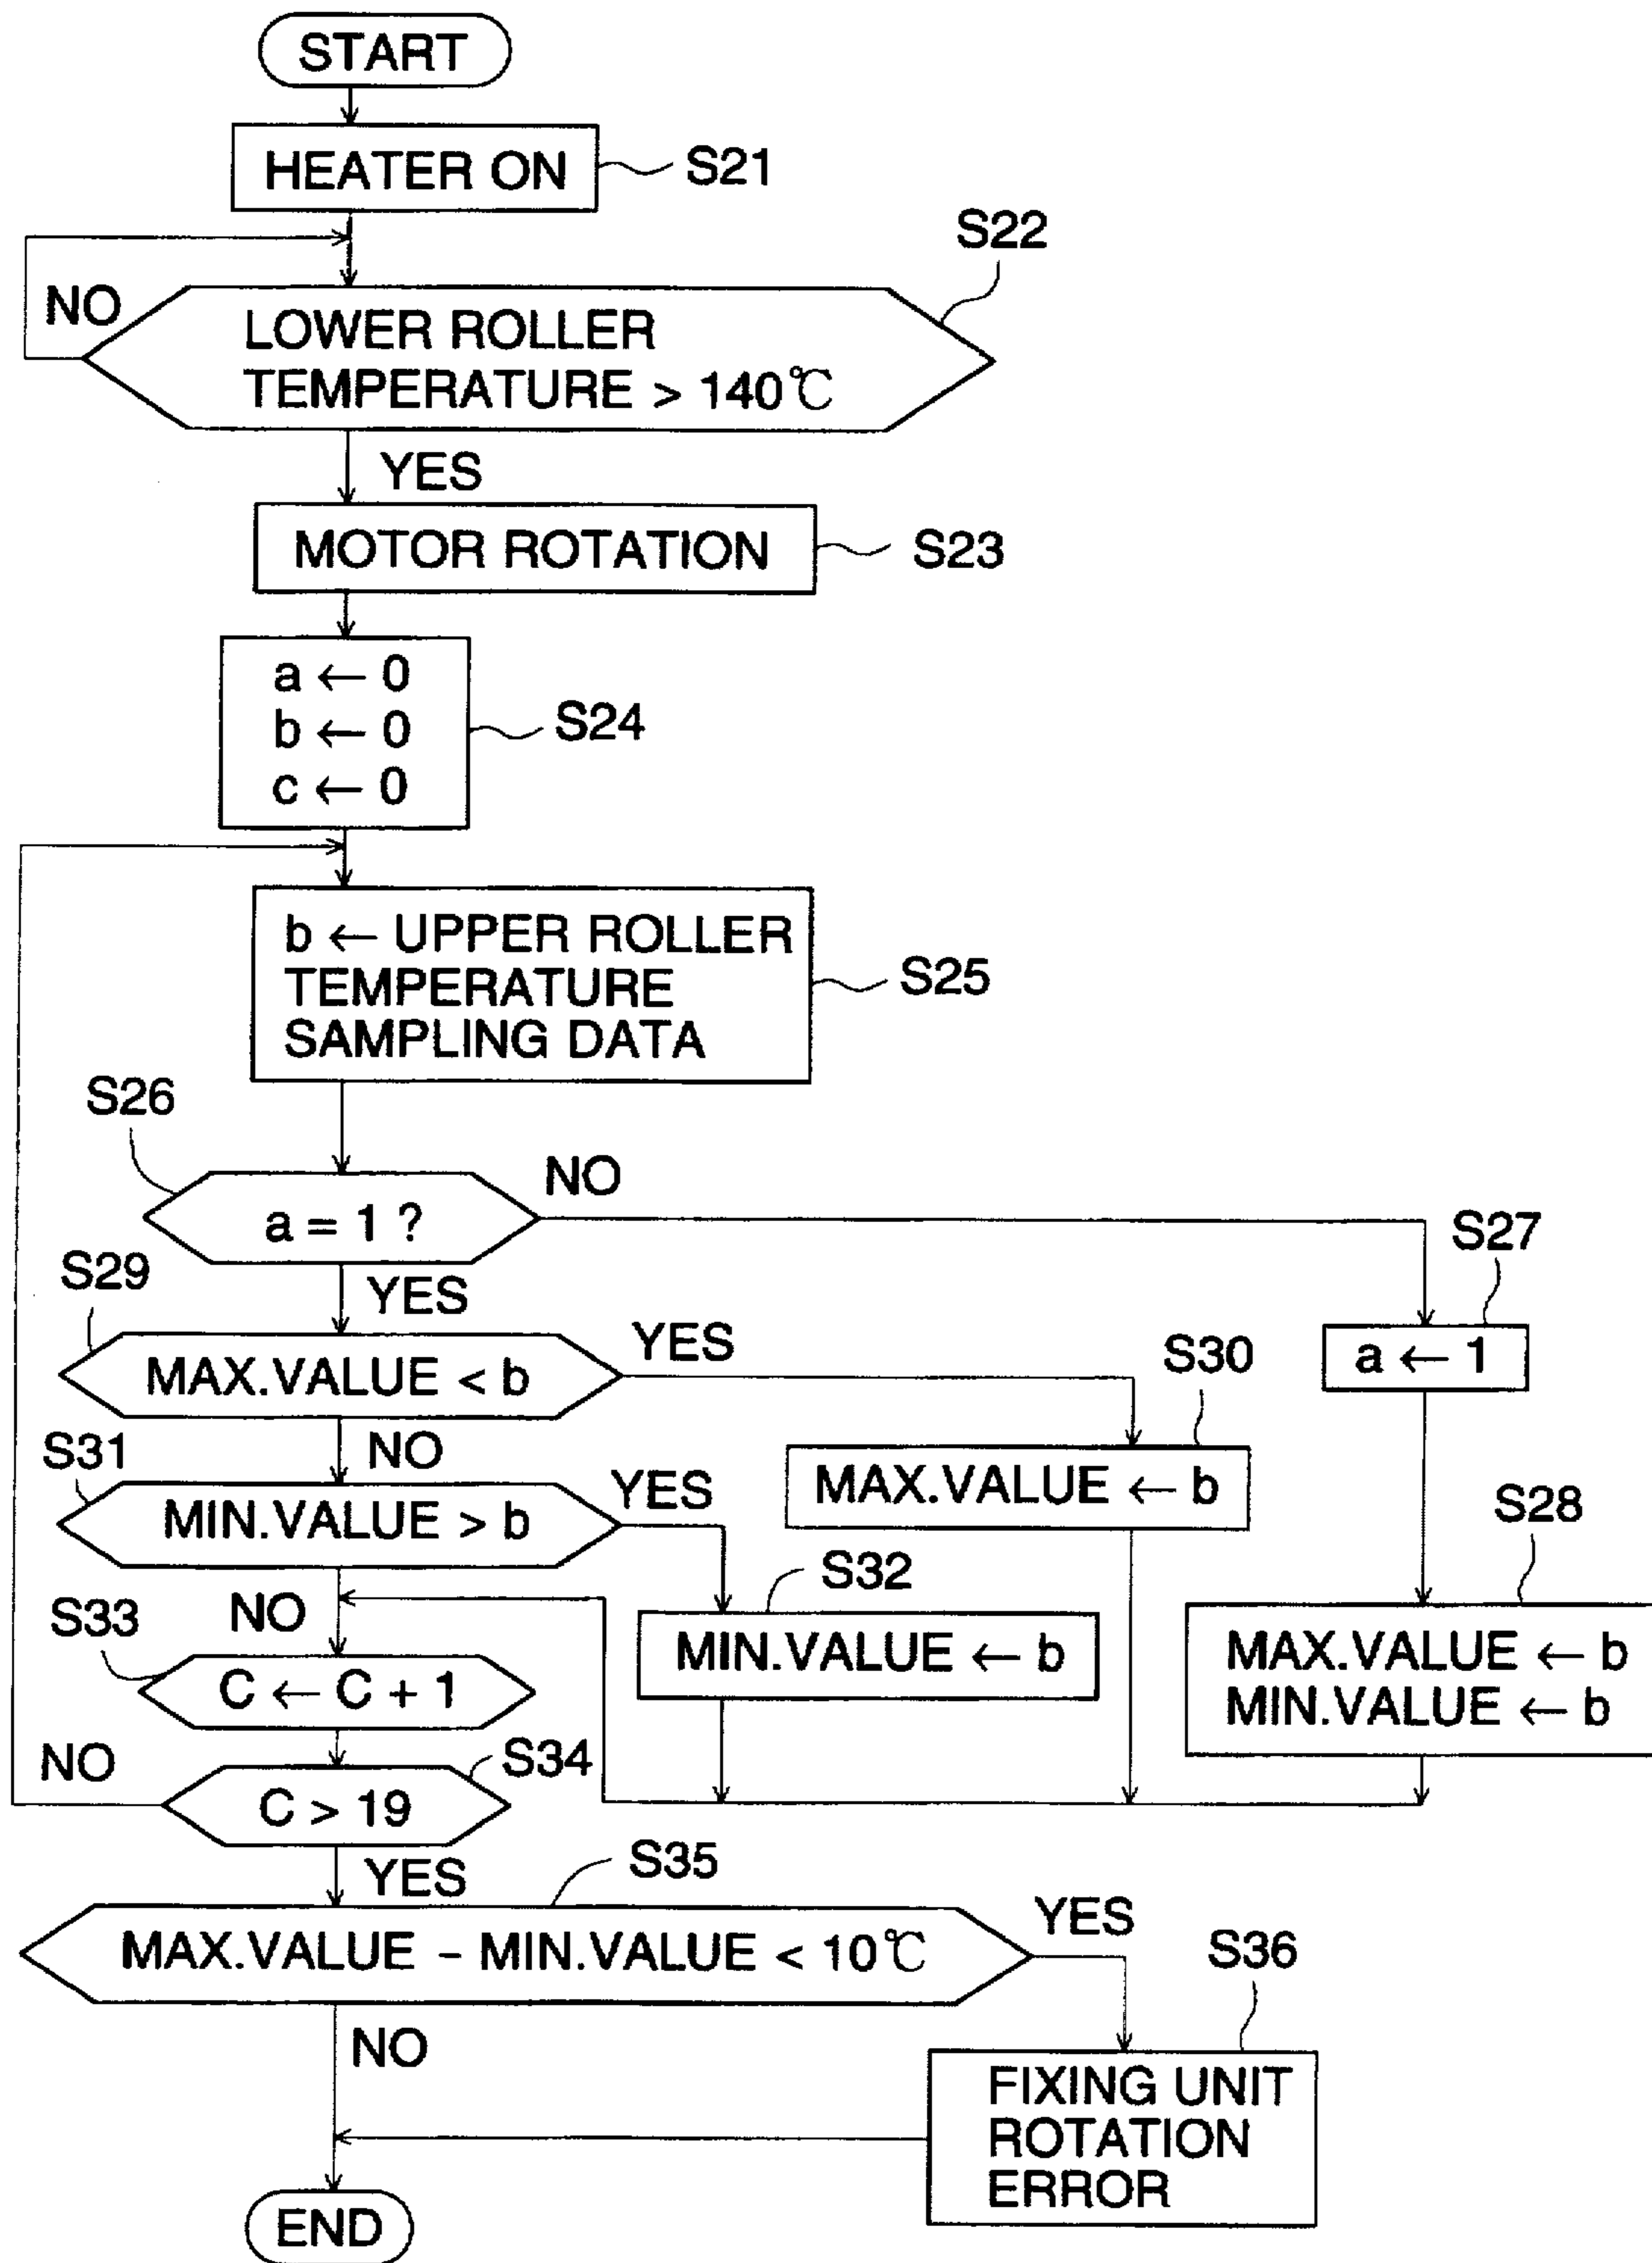 START
HEATER ON
S21
S22
NO
LOWER ROLLER
TEMPERATURE > 140℃
YES
MOTOR ROTATION
S23
a ← 0
b ← 0
c ← 0
S24
b ← UPPER ROLLER
TEMPERATURE
SAMPLING DATA
S25
S26
NO
a = 1 ?
S27
S29
YES
YES
a ← 1
MAX.VALUE < b
S30
S31
NO
MAX.VALUE ← b
YES
MIN.VALUE > b
S28
S32
S33
NO
MIN.VALUE ← b
MAX.VALUE ← b
MIN.VALUE ← b
C ← C + 1
NO
S34
C > 19
YES
S35
YES
MAX.VALUE – MIN.VALUE < 10℃
S36
NO
FIXING UNIT
ROTATION
ERROR
END